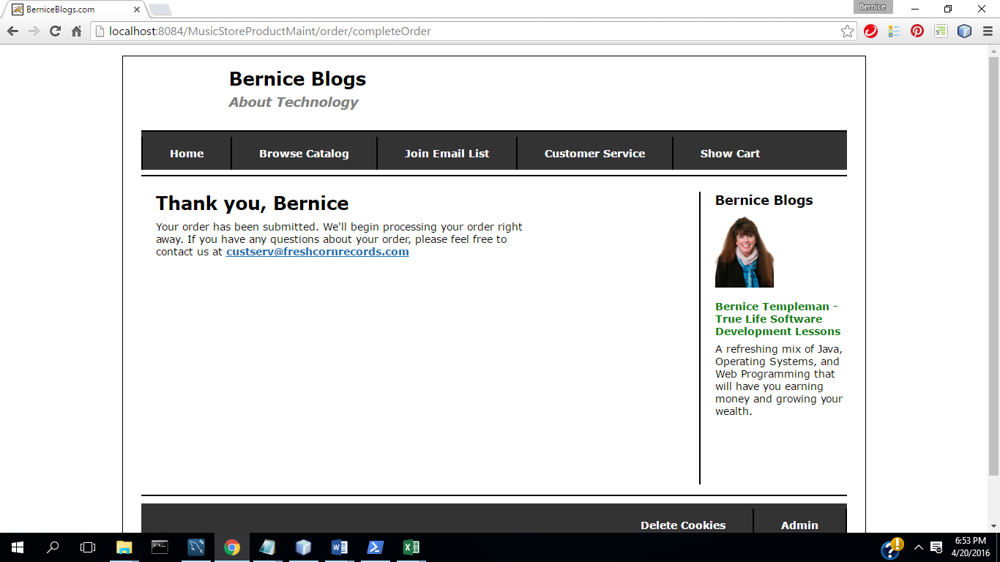 BerniceBlogs.com
Bernice
localhost:8084/MusicStoreProductMaint/order/completeOrder
Bernice Blogs
About Technology
Home
Browse Catalog
Join Email List
Customer Service
Show Cart
Thank you, Bernice
Your order has been submitted. We'll begin processing your order right
away. If you have any questions about your order, please feel free to
contact us at custserv@freshcornrecords.com
Bernice Blogs
Bernice Templeman -
True Life Software
Development Lessons
A refreshing mix of Java,
Operating Systems, and
Web Programming that
will have you earning
money and growing your
wealth.
Delete Cookies
Admin
6:53 PM
4/20/2016